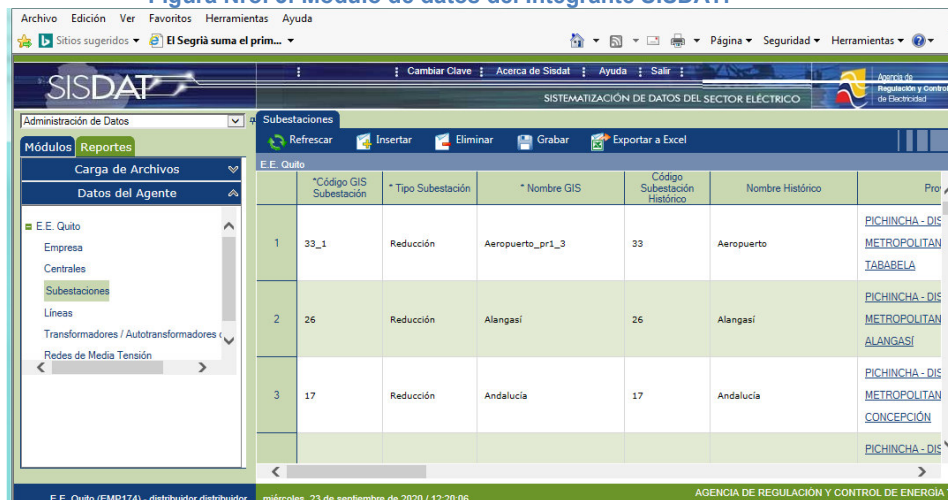 Archivo Edición Ver Favoritos Herramientas Ayuda
Sitios sugeridos El Segrià suma el prim... Página Seguridad Herramientas
SISDAT
Cambiar Clave Acerca de Sisdat Ayuda Salir
SISTEMATIZACIÓN DE DATOS DEL SECTOR ELÉCTRICO
Agencia de
Regulación y Control
de Electricidad
Administración de Datos
Módulos Reportes
Carga de Archivos
Datos del Agente
E.E. Quito
Empresa
Centrales
Subestaciones
Líneas
Transformadores / Autotransformadores
Redes de Media Tensión
Subestaciones
Refrescar Insertar Eliminar Grabar Exportar a Excel
E.E. Quito
*Código GIS Subestación * Tipo Subestación * Nombre GIS Código Subestación Histórico Nombre Histórico Pro
1 33_1 Reducción Aeropuerto_pr1_3 33 Aeropuerto PICHINCHA - DIS
METROPOLITAN
TABABELA
2 26 Reducción Alangasí 26 Alangasí PICHINCHA - DIS
METROPOLITAN
ALANGASÍ
3 17 Reducción Andalucía 17 Andalucía PICHINCHA - DIS
METROPOLITAN
CONCEPCIÓN
PICHINCHA - DIS
E.E. Quito (EMP174) - distribuidor distribuidor miércoles, 23 de septiembre de 2020 / 12:20:06 AGENCIA DE REGULACIÓN Y CONTROL DE ENERGÍA